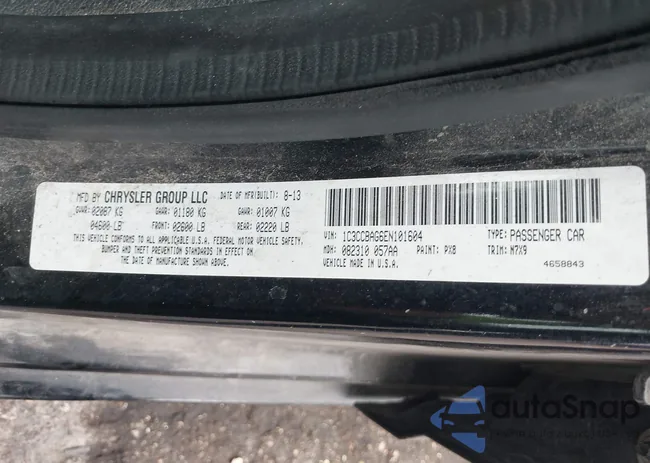 MFD BY CHRYSLER GROUP LLC DATE OF MFR(BUILT): 8-13
GVWR: 02087 KG GAWR: 01180 KG GAWR: 01007 KG
04600 LB FRONT: 02600 LB REAR: 02220 LB
THIS VEHICLE CONFORMS TO ALL APPLICABLE U.S.A. FEDERAL MOTOR VEHICLE SAFETY,
BUMPER AND THEFT PREVENTION STANDARDS IN EFFECT ON
THE DATE OF MANUFACTURE SHOWN ABOVE.
VIN: 1C3CCBAG6EN101604 TYPE: PASSENGER CAR
MDH: 082310 057AA PAINT: PX8 TRIM: N7X9
VEHICLE MADE IN U.S.A. 4658843
autoSnap